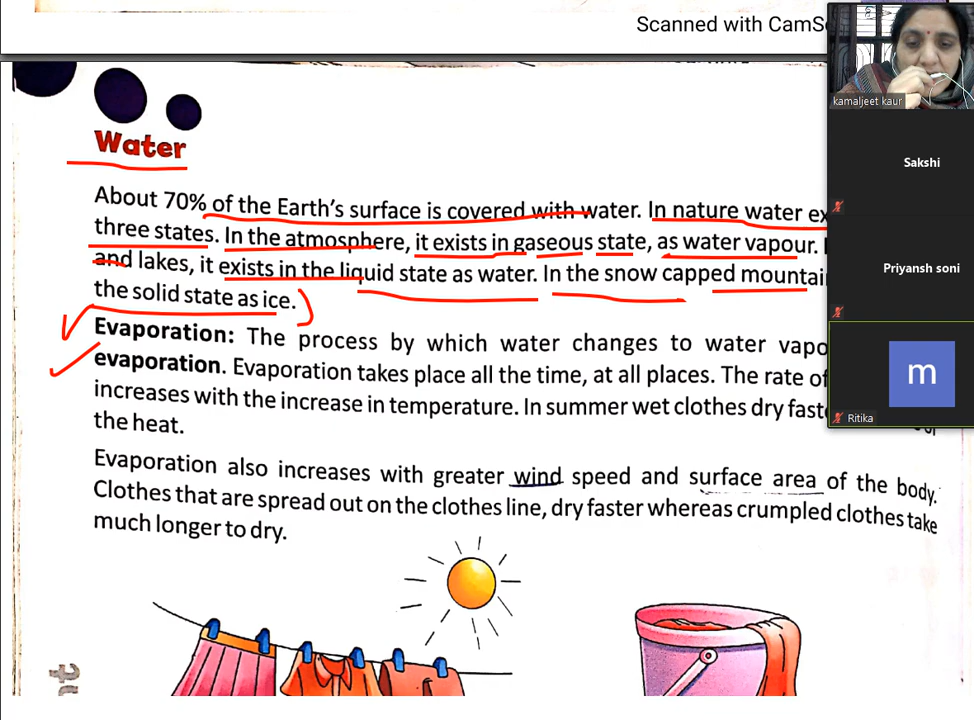 Scanned with CamSc
kamaljeet kaur
Sakshi
Priyansh soni
m
Ritika
Water
About 70% of the Earth's surface is covered with water. In nature water ex
three states. In the atmosphere, it exists in gaseous state, as water vapour.
and lakes, it exists in the liquid state as water. In the snow capped mountai
the solid state as ice.
Evaporation: The process by which water changes to water vapo
evaporation. Evaporation takes place all the time, at all places. The rate of
increases with the increase in temperature. In summer wet clothes dry fast
the heat.
Evaporation also increases with greater wind speed and surface area of the body.
Clothes that are spread out on the clothes line, dry faster whereas crumpled clothes take
much longer to dry.